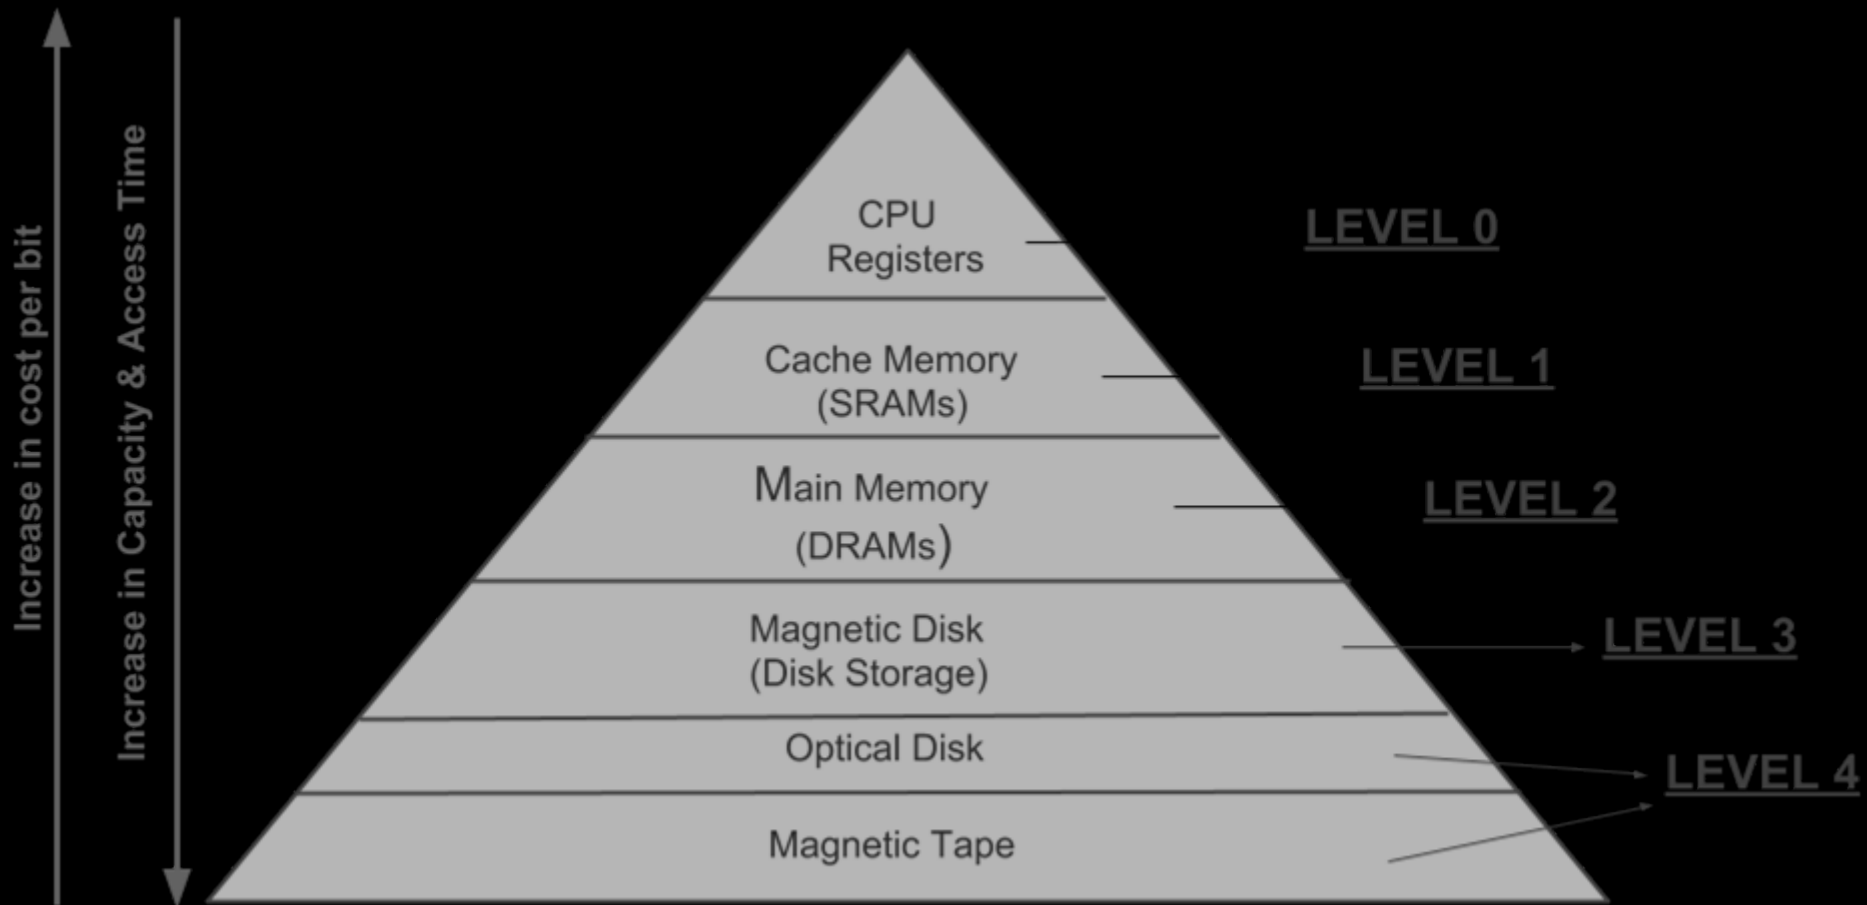 Increase in cost per bit
Increase in Capacity & Access Time
CPU
Registers
LEVEL 0
Cache Memory
(SRAMs)
LEVEL 1
Main Memory
(DRAMs)
LEVEL 2
Magnetic Disk
(Disk Storage)
LEVEL 3
Optical Disk
LEVEL 4
Magnetic Tape